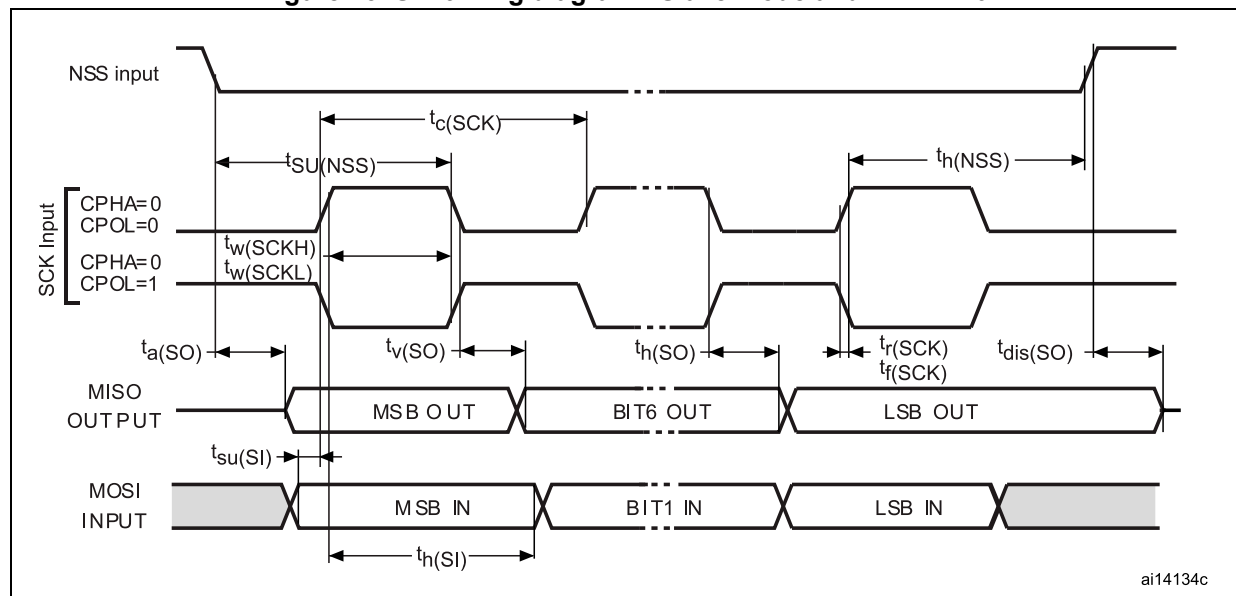 NSS input
tc(SCK)
tSU(NSS)
th(NSS)
SCK Input
CPHA=0
CPOL=0
tw(SCKH)
CPHA=0
tw(SCKL)
CPOL=1
ta(SO)
tv(SO)
th(SO)
tr(SCK)
tf(SCK)
tdis(SO)
MISO
OUTPUT
MSB OUT
BIT6 OUT
LSB OUT
tsu(SI)
MOSI
INPUT
MSB IN
BIT1 IN
LSB IN
th(SI)
ai14134c